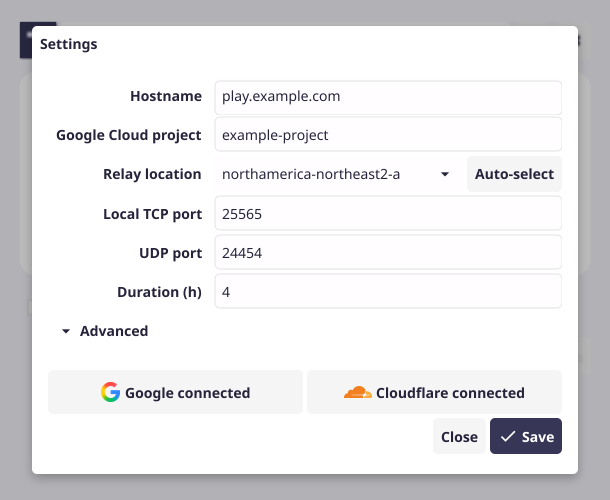 Settings
Hostname play.example.com
Google Cloud project example-project
Relay location northamerica-northeast2-a Auto-select
Local TCP port 25565
UDP port 24454
Duration (h) 4
Advanced
Google connected Cloudflare connected
Close Save